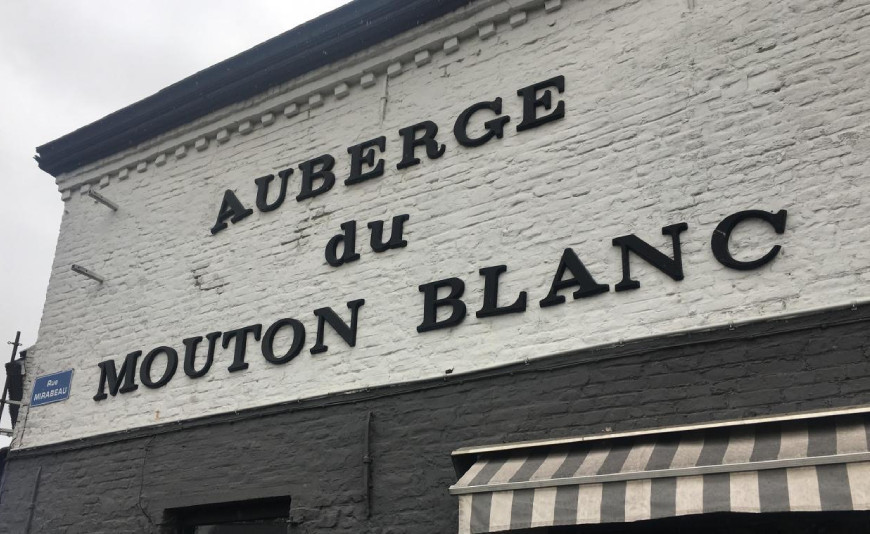 AUBERGE
du
MOUTON BLANC
Rue
MIRABEAU